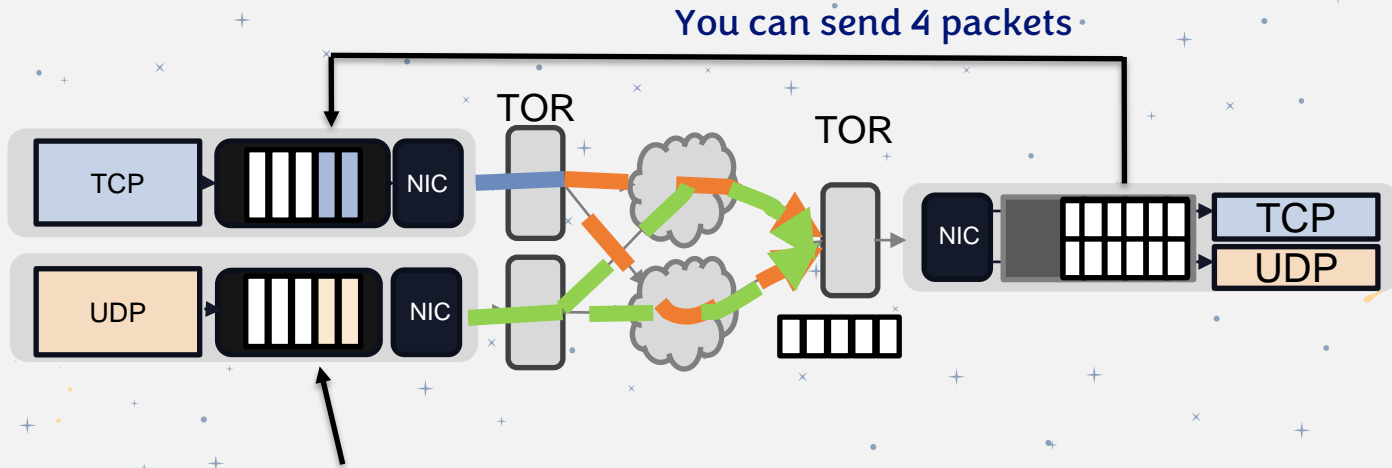 You can send 4 packets
TOR
TOR
TCP
NIC
NIC
TCP
UDP
UDP
NIC